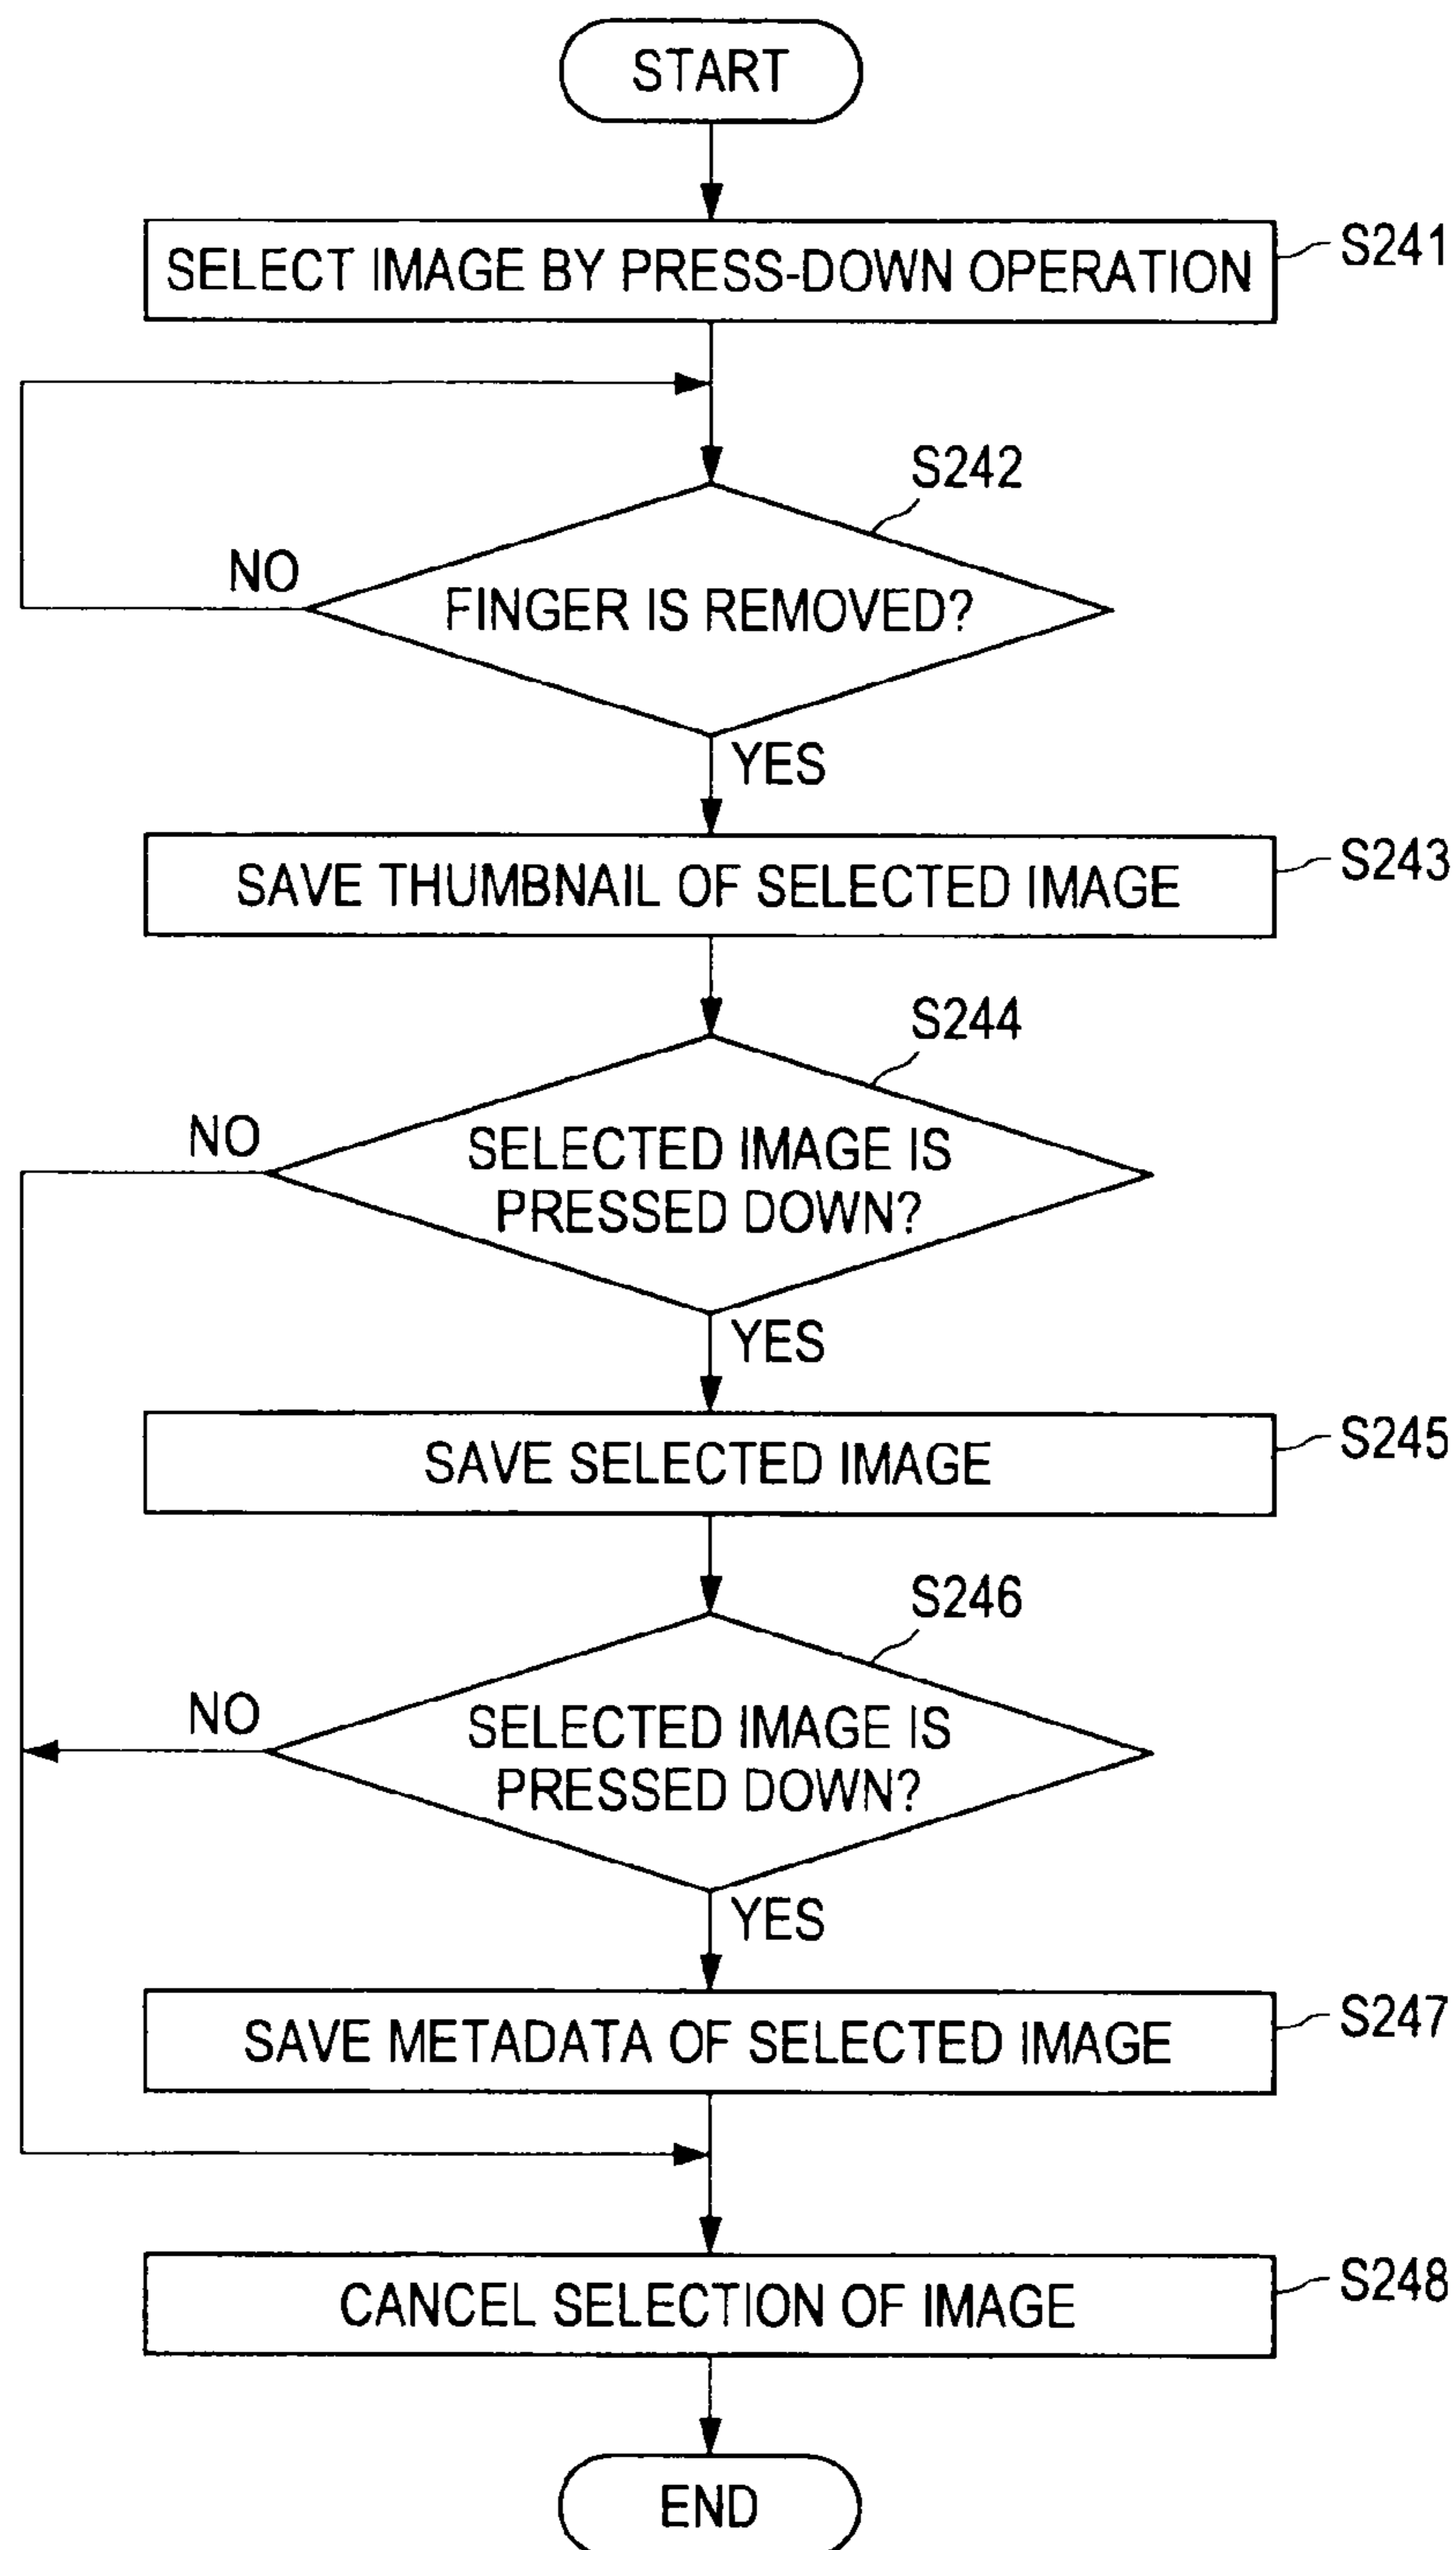 START
SELECT IMAGE BY PRESS-DOWN OPERATION
S241
S242
NO
FINGER IS REMOVED?
YES
SAVE THUMBNAIL OF SELECTED IMAGE
S243
S244
NO
SELECTED IMAGE IS
PRESSED DOWN?
YES
SAVE SELECTED IMAGE
S245
S246
NO
SELECTED IMAGE IS
PRESSED DOWN?
YES
SAVE METADATA OF SELECTED IMAGE
S247
CANCEL SELECTION OF IMAGE
S248
END